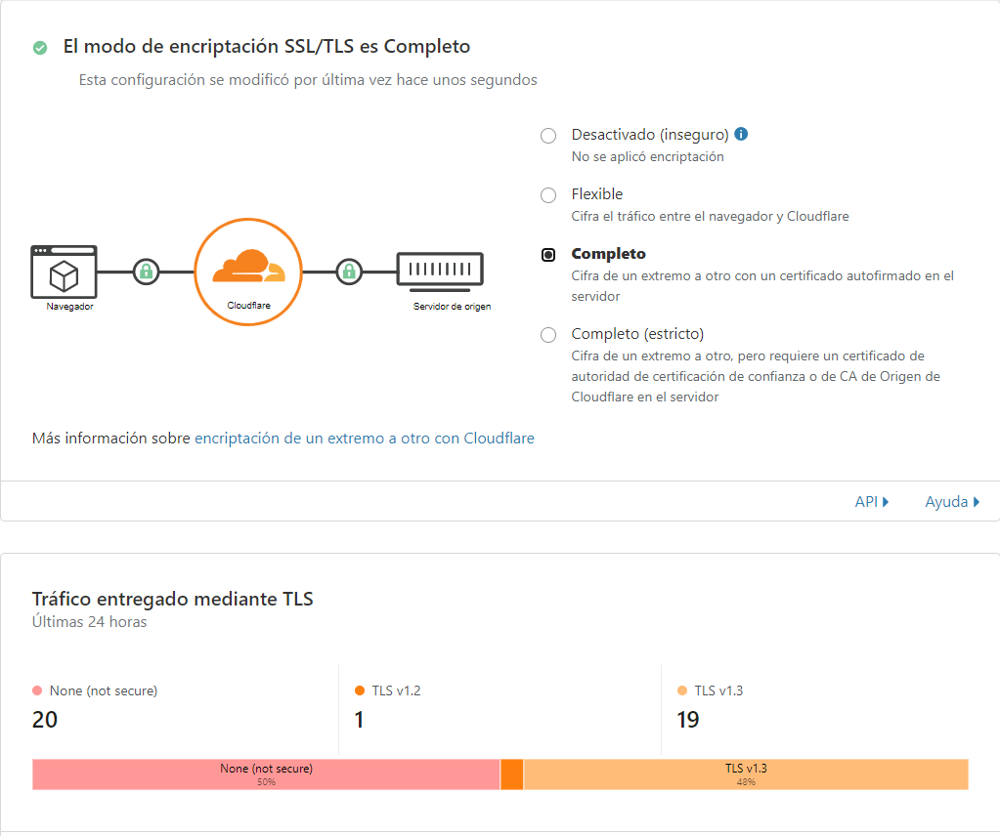 El modo de encriptación SSL/TLS es Completo
Esta configuración se modificó por última vez hace unos segundos
Navegador
Cloudflare
Servidor de origen
Desactivado (inseguro)
No se aplicó encriptación
Flexible
Cifra el tráfico entre el navegador y Cloudflare
Completo
Cifra de un extremo a otro con un certificado autofirmado en el
servidor
Completo (estricto)
Cifra de un extremo a otro, pero requiere un certificado de
autoridad de certificación de confianza o de CA de Origen de
Cloudflare en el servidor
Más información sobre encriptación de un extremo a otro con Cloudflare
API
Ayuda
Tráfico entregado mediante TLS
Últimas 24 horas
None (not secure)
20
TLS v1.2
1
TLS v1.3
19
None (not secure)
50%
TLS v1.3
48%